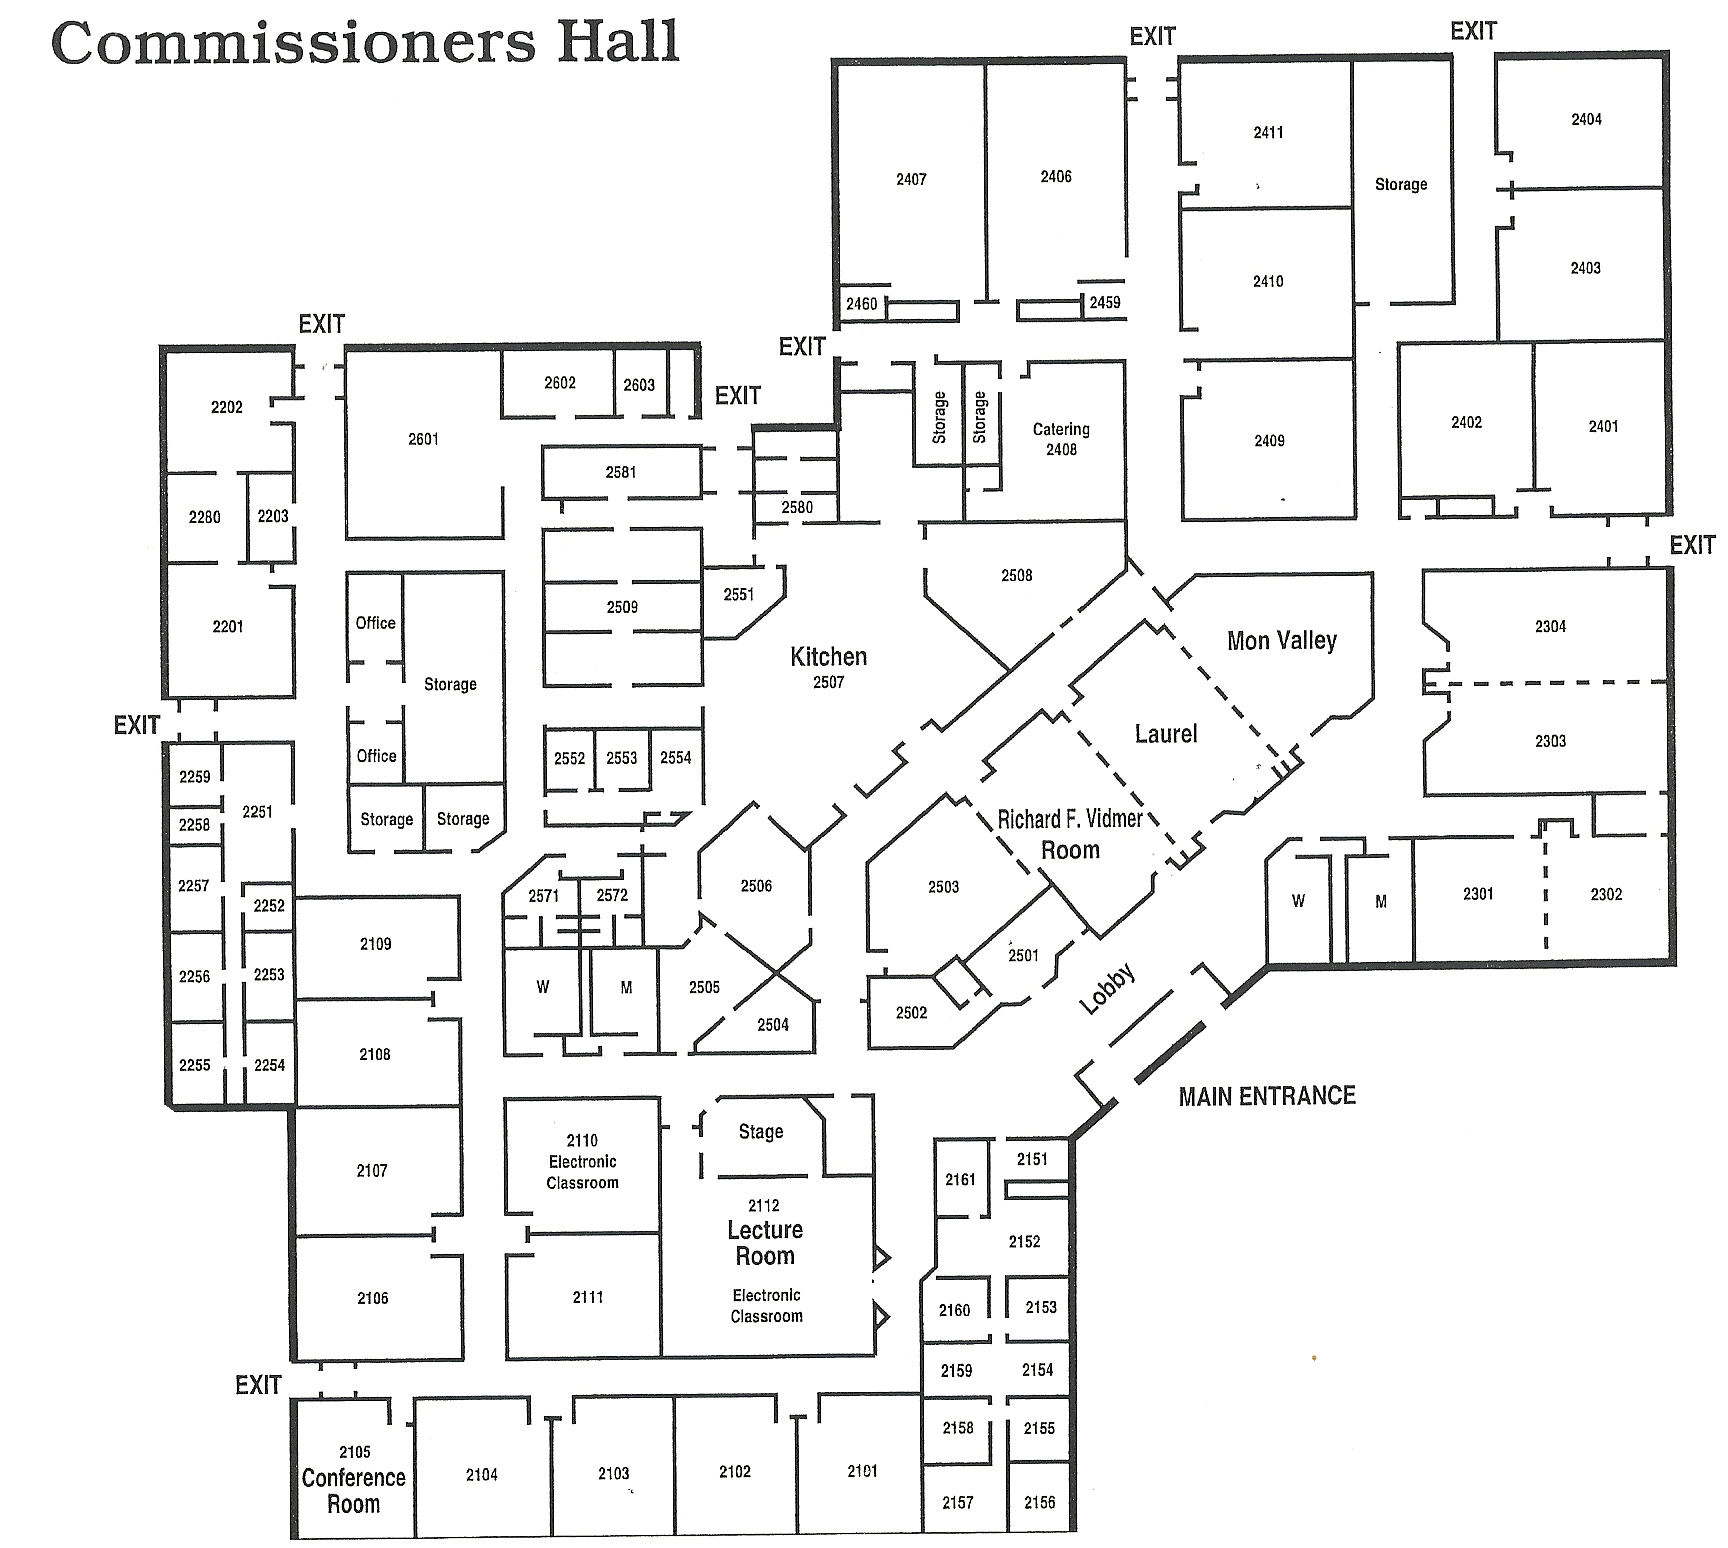 Commissioners Hall
EXIT
EXIT
2407
2406
2411
Storage
2404
2403
2410
2460
2459
EXIT
EXIT
EXIT
2202
2601
2602
2603
Storage
Storage
Catering
2408
2409
2402
2401
2581
2280
2203
2580
EXIT
2508
2551
2509
2201
Office
Storage
Kitchen
2507
Mon Valley
2304
EXIT
Laurel
2303
Office
2552
2553
2554
2259
2251
2258
Storage
Storage
Richard F. Vidmer
Room
2257
2252
2571
2572
2506
2503
W
M
2301
2302
2109
2256
2253
W
M
2505
2501
Lobby
2502
2504
2255
2254
2108
MAIN ENTRANCE
Stage
2110
Electronic
Classroom
2107
2151
2161
2112
Lecture
Room
2152
2106
2111
Electronic
Classroom
2160
2153
2159
2154
EXIT
2158
2155
2105
Conference
Room
2104
2103
2102
2101
2157
2156